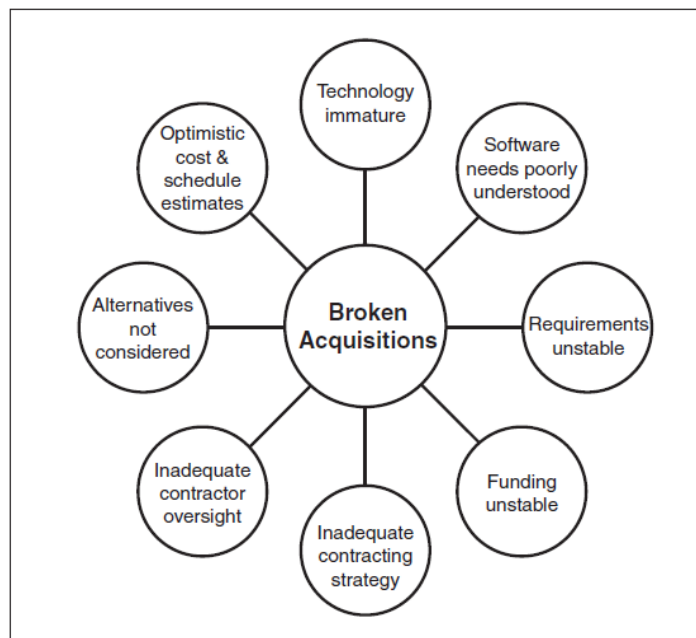 Technology
immature
Optimistic
cost &
schedule
estimates
Software
needs poorly
understood
Alternatives
not
considered
Broken
Acquisitions
Requirements
unstable
Inadequate
contractor
oversight
Inadequate
contracting
strategy
Funding
unstable